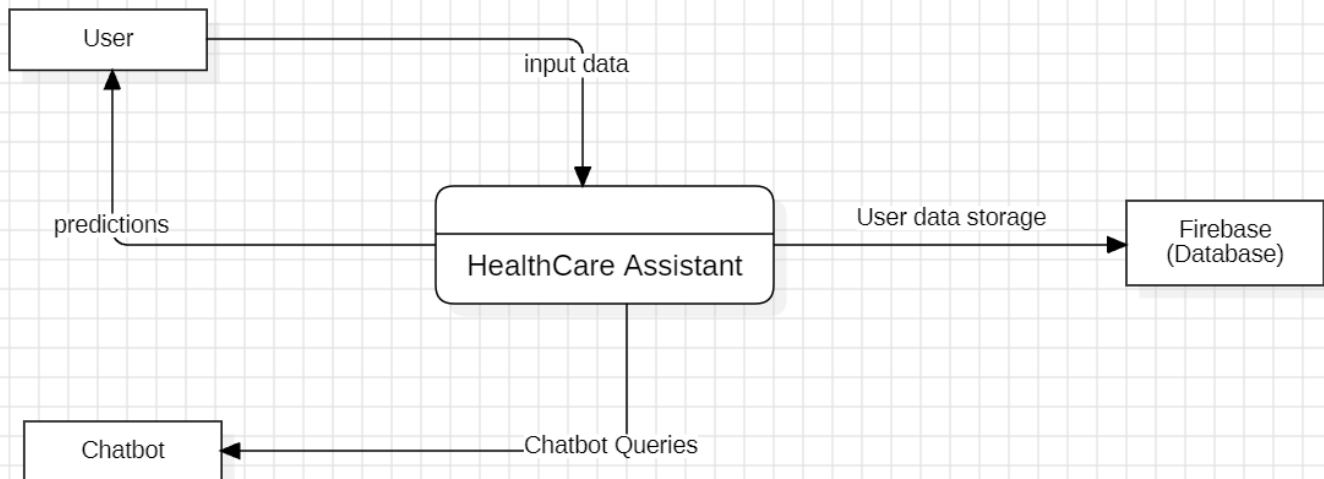 User
input data
predictions
User data storage
Firebase
(Database)
HealthCare Assistant
Chatbot Queries
Chatbot